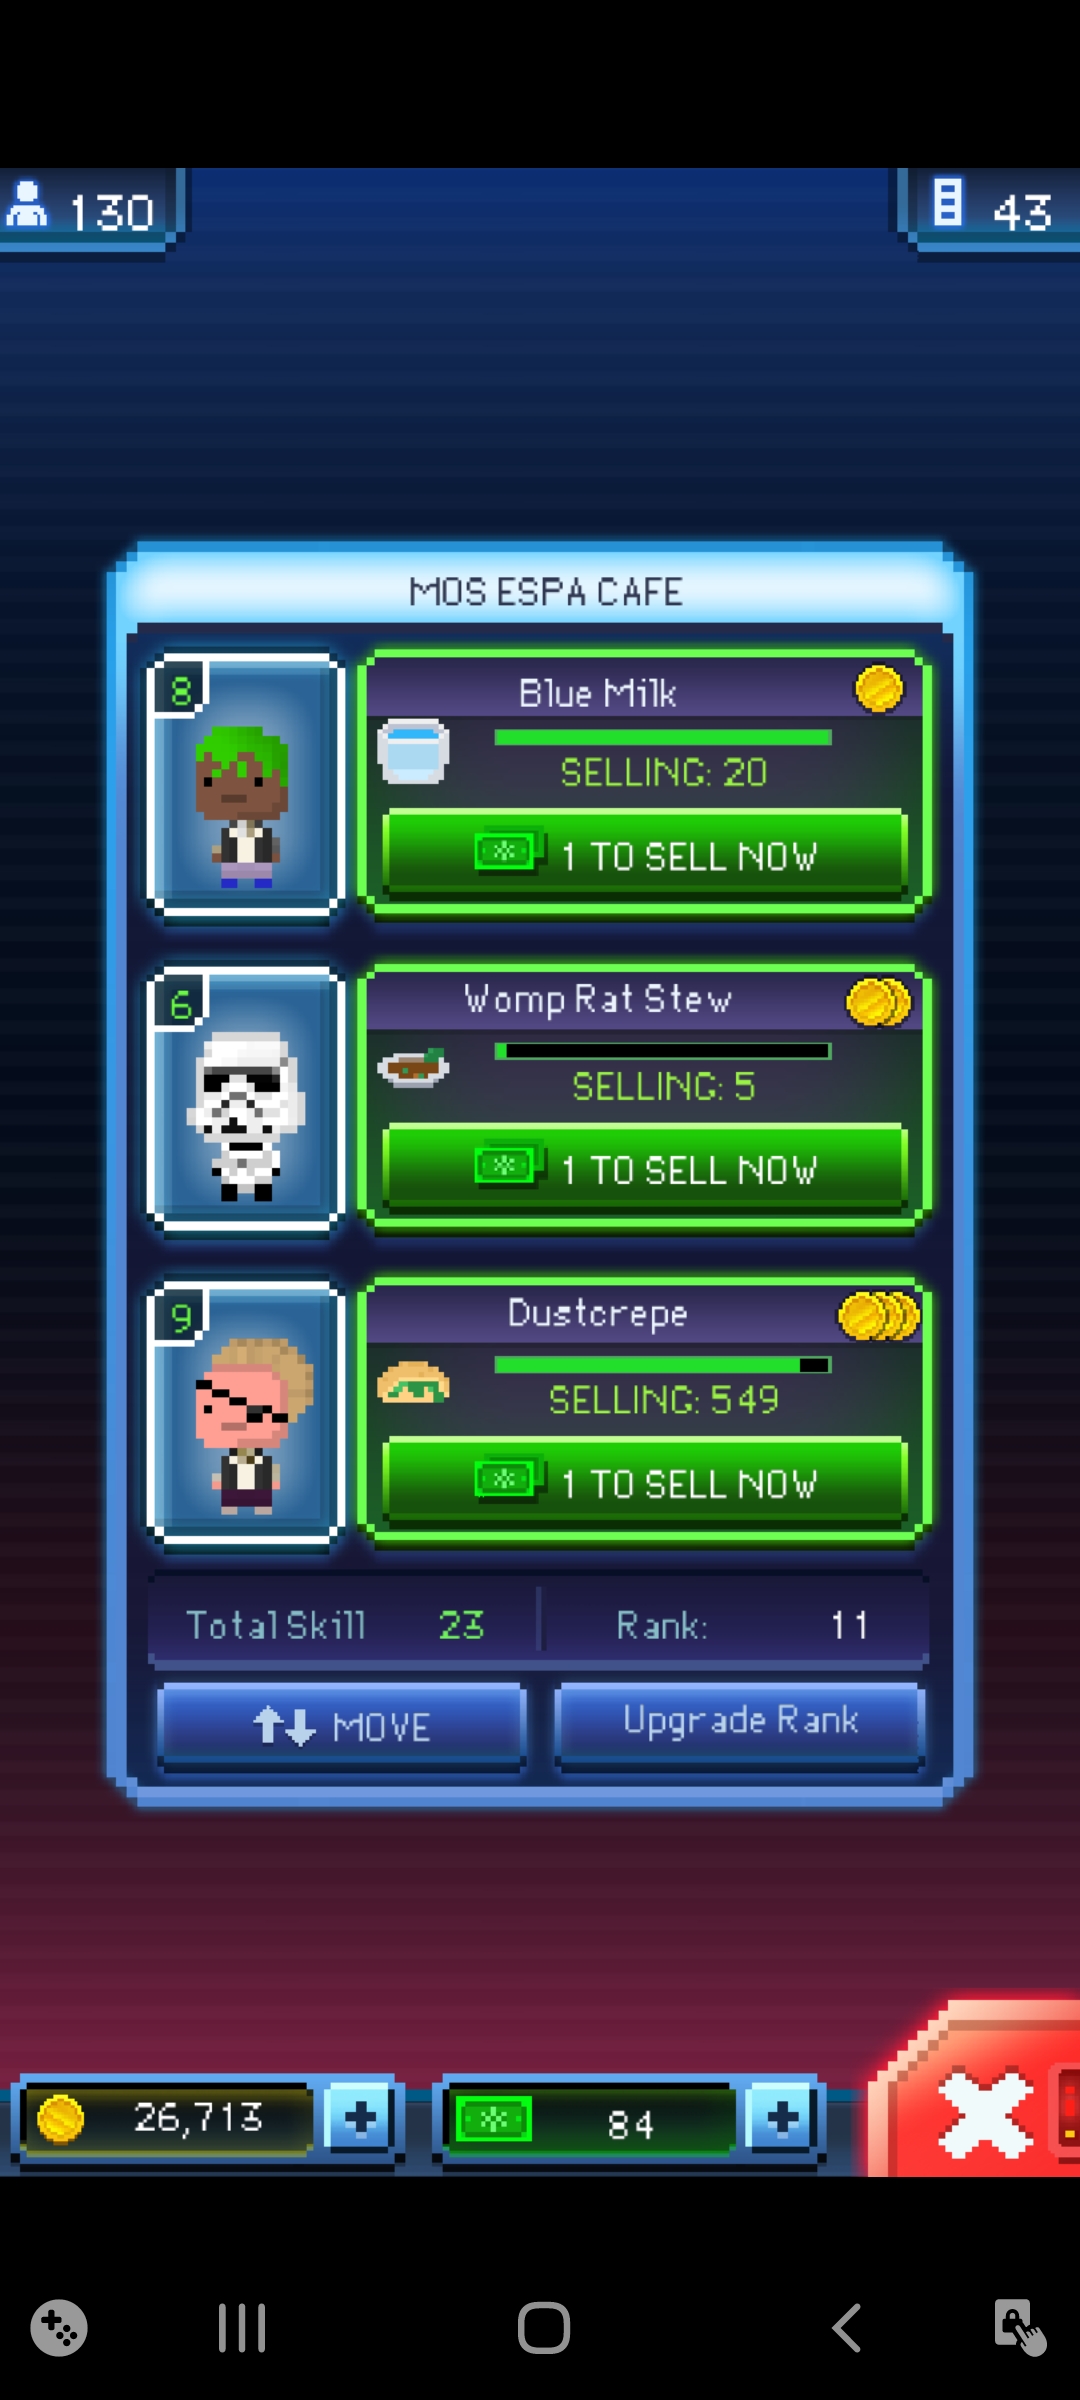 130
43
MOS ESPA CAFE
8
Blue Milk
SELLING: 20
1 TO SELL NOW
6
Womp Rat Stew
SELLING: 5
1 TO SELL NOW
9
Dustcrepe
SELLING: 549
1 TO SELL NOW
Total Skill 23 Rank: 11
MOVE Upgrade Rank
26,713 84